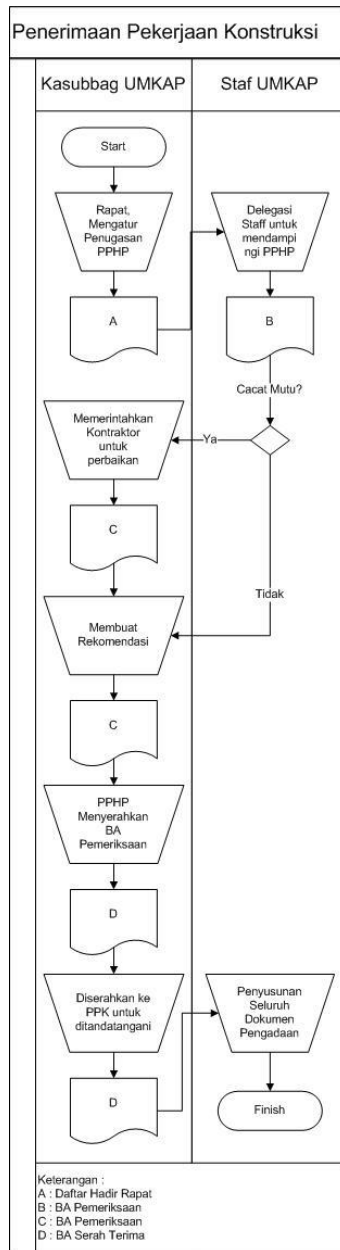 Penerimaan Pekerjaan Konstruksi
Kasubbag UMKAP
Staf UMKAP
Start
Rapat,
Mengatur
Penugasan
PPHP
Delegasi
Staff untuk
mendampi
ngi PPHP
A
B
Cacat Mutu?
Memerintahkan
Kontraktor
untuk
perbaikan
Ya
C
Tidak
Membuat
Rekomendasi
C
PPHP
Menyerahkan
BA
Pemeriksaan
D
Diserahkan ke
PPK untuk
ditandatangani
Penyusunan
Seluruh
Dokumen
Pengadaan
D
Finish
Keterangan :
A : Daftar Hadir Rapat
B : BA Pemeriksaan
C : BA Pemeriksaan
D : BA Serah Terima